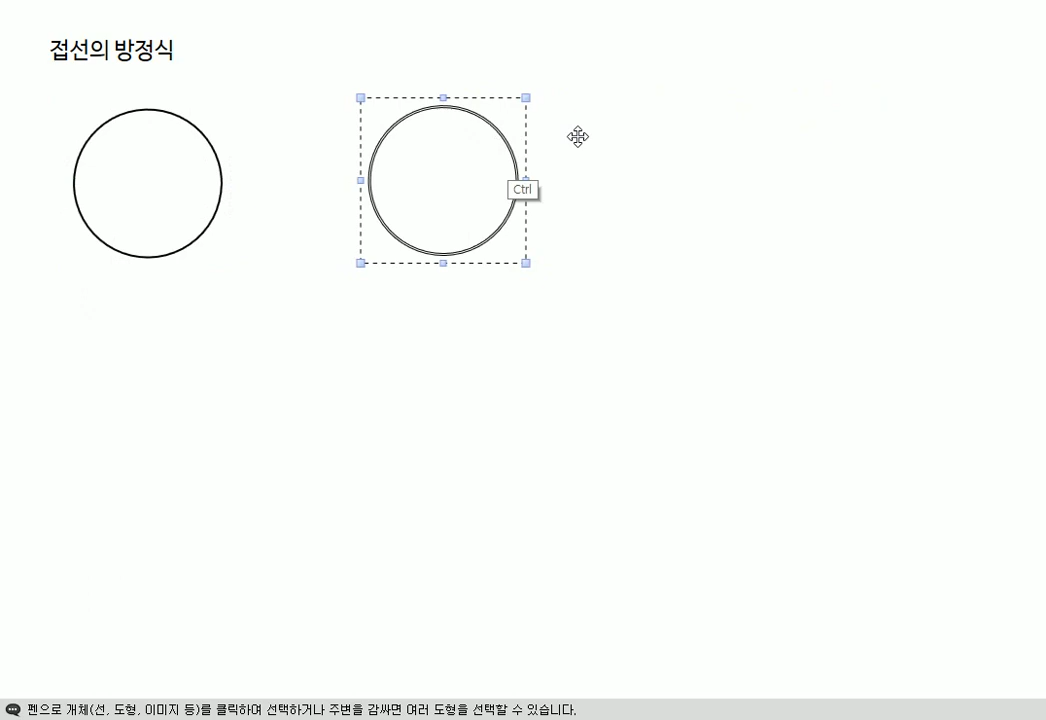 접선의 방정식
Ctrl
펜으로 개체(선, 도형, 이미지 등)를 클릭하여 선택하거나 주변을 감싸면 여러 도형을 선택할 수 있습니다.